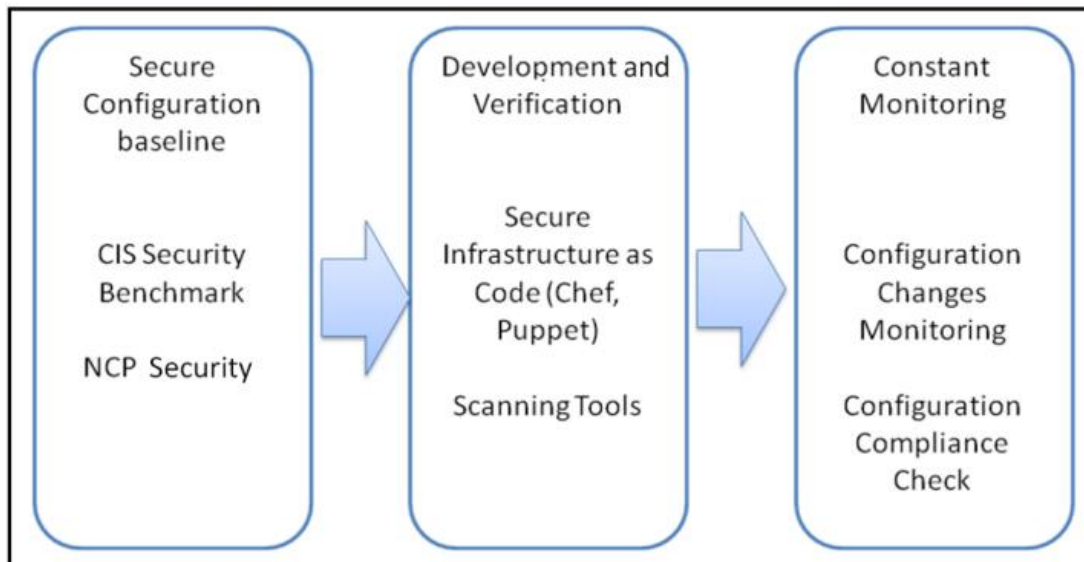 Secure
Configuration
baseline
CIS Security
Benchmark
NCP Security
Development and
Verification
Secure
Infrastructure as
Code (Chef,
Puppet)
Scanning Tools
Constant
Monitoring
Configuration
Changes
Monitoring
Configuration
Compliance
Check